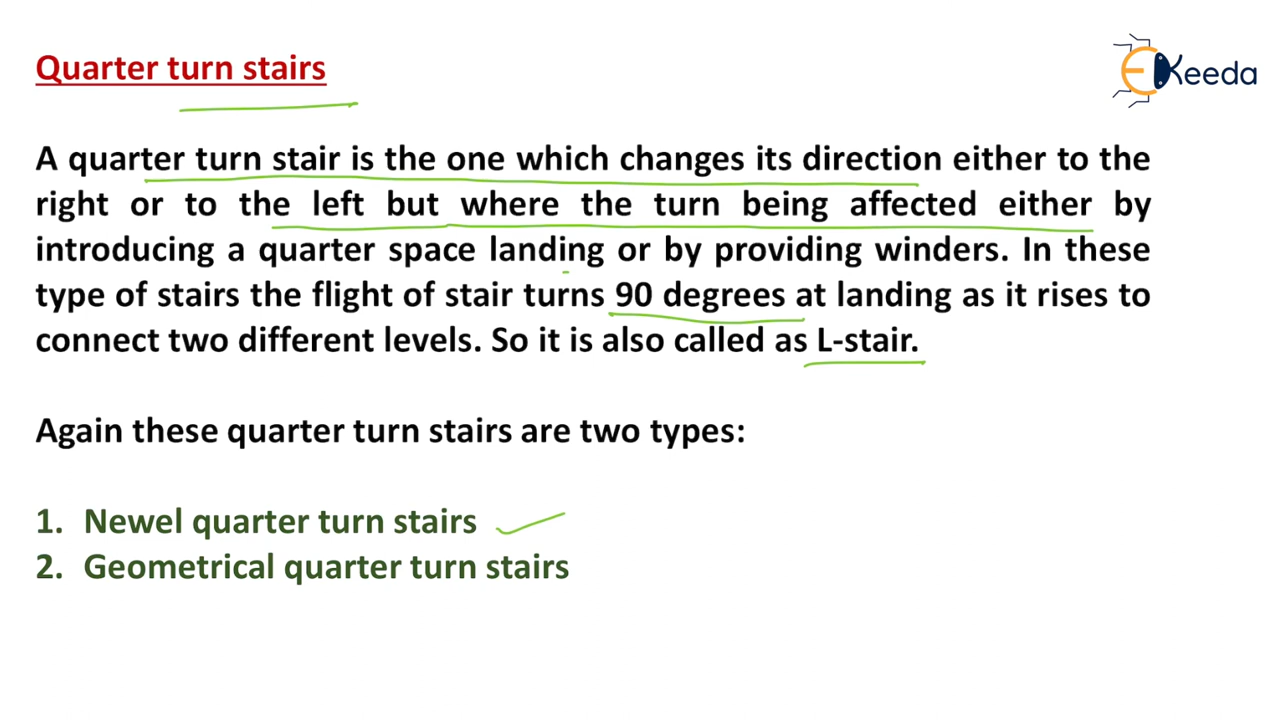 Quarter turn stairs
EKeeda
A quarter turn stair is the one which changes its direction either to the
right or to the left but where the turn being affected either by
introducing a quarter space landing or by providing winders. In these
type of stairs the flight of stair turns 90 degrees at landing as it rises to
connect two different levels. So it is also called as L-stair.
Again these quarter turn stairs are two types:
1. Newel quarter turn stairs
2. Geometrical quarter turn stairs